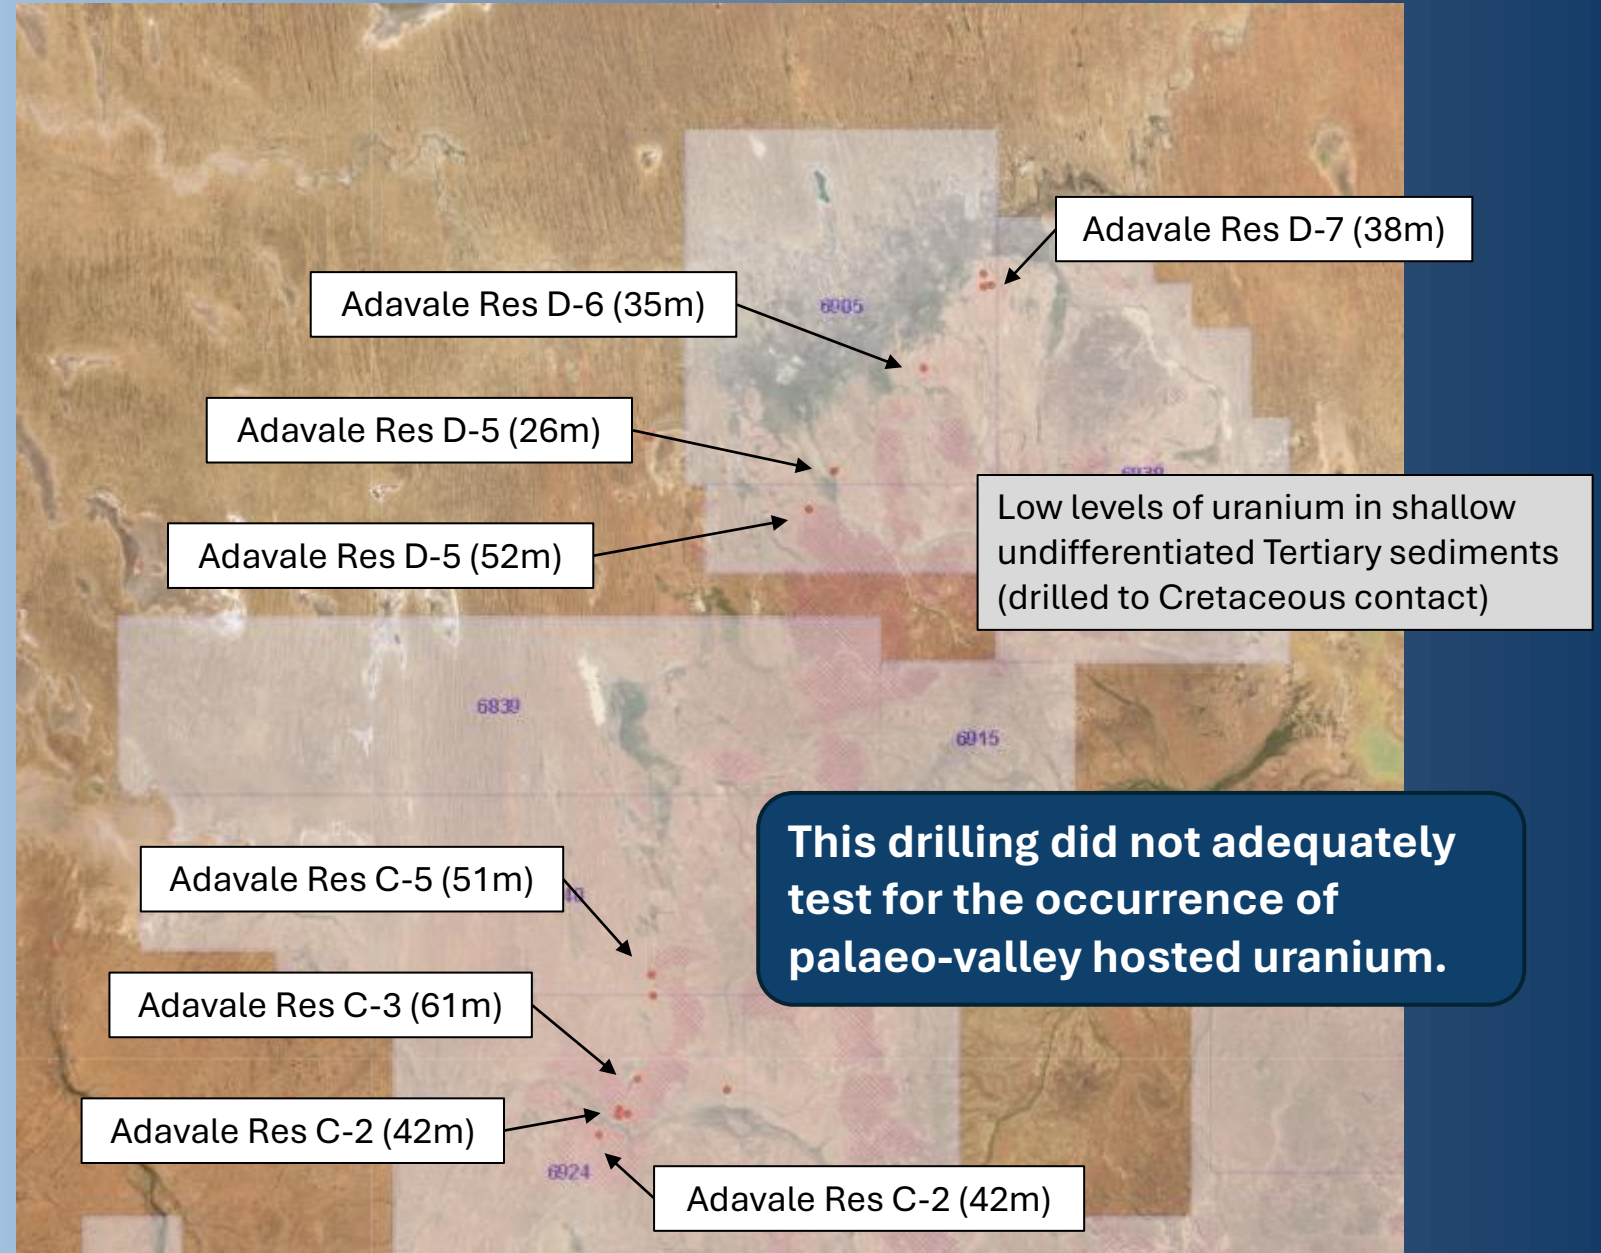 Adavale Res D-7 (38m)
Adavale Res D-6 (35m)
6905
Adavale Res D-5 (26m)
Low levels of uranium in shallow
undifferentiated Tertiary sediments
(drilled to Cretaceous contact)
Adavale Res D-5 (52m)
6839
6915
This drilling did not adequately
test for the occurrence of
palaeo-valley hosted uranium.
Adavale Res C-5 (51m)
Adavale Res C-3 (61m)
Adavale Res C-2 (42m)
6924
Adavale Res C-2 (42m)